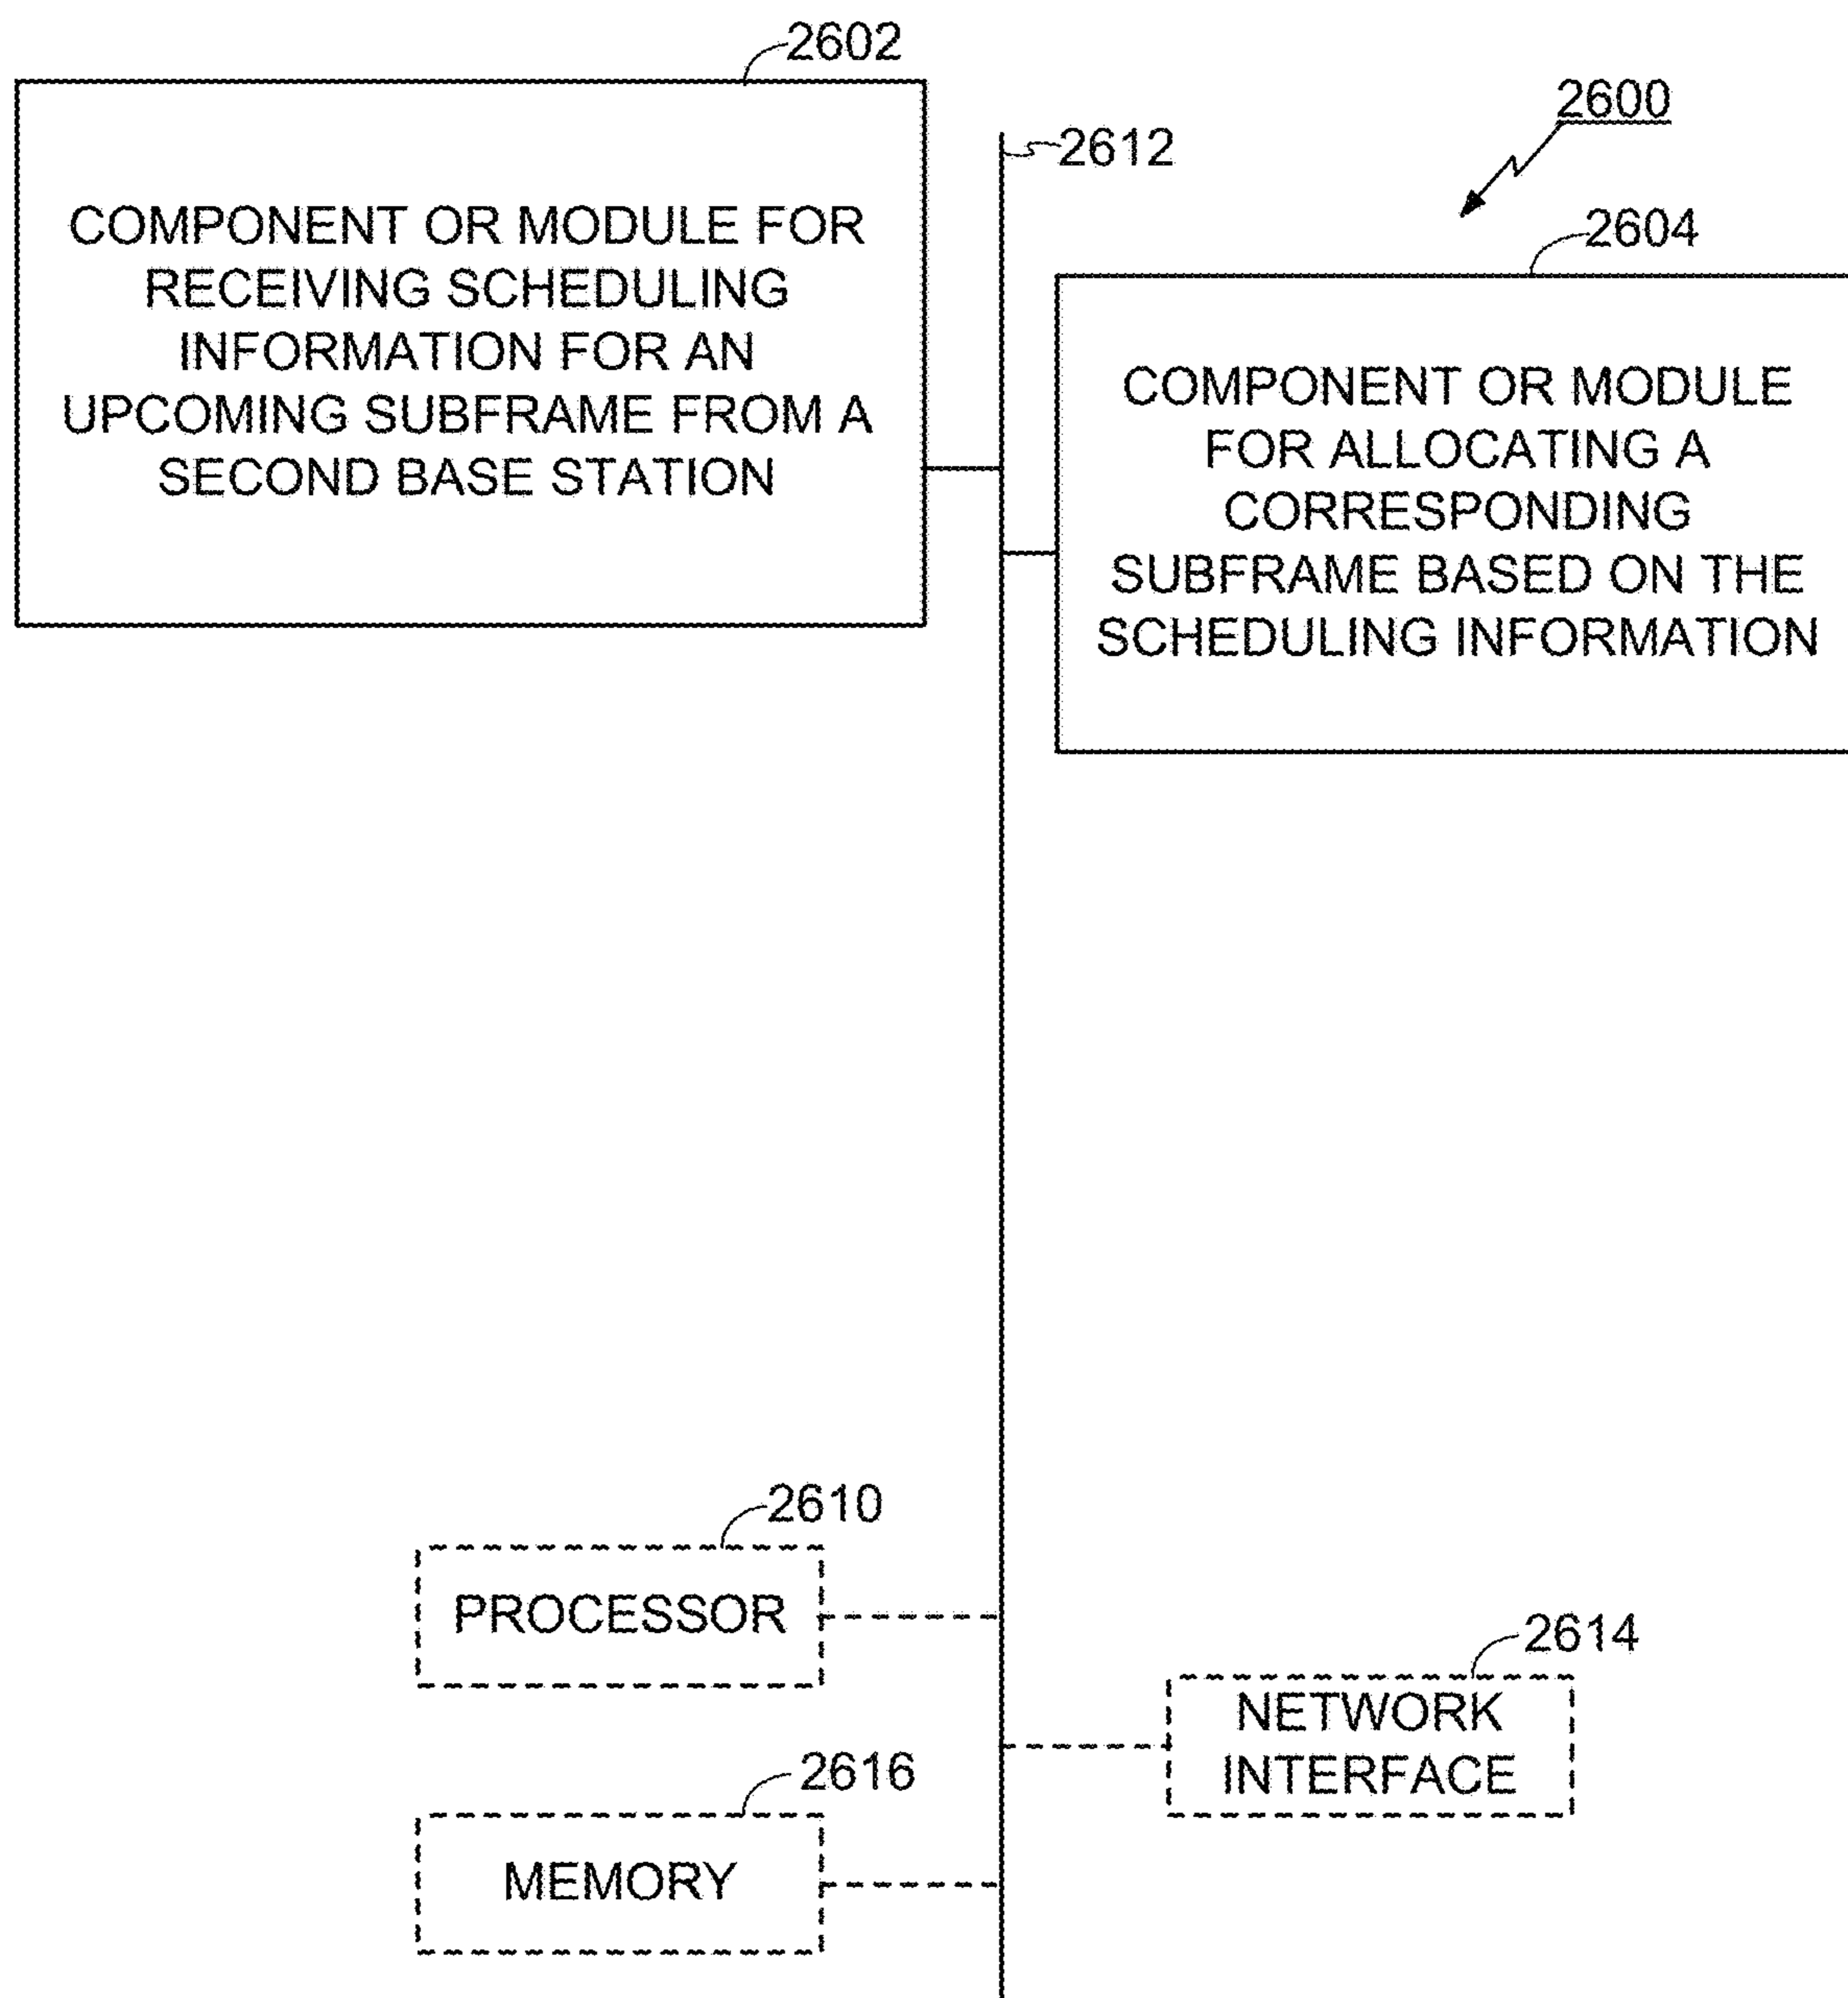 2602
2600
2612
COMPONENT OR MODULE FOR
RECEIVING SCHEDULING
INFORMATION FOR AN
UPCOMING SUBFRAME FROM A
SECOND BASE STATION
2604
COMPONENT OR MODULE
FOR ALLOCATING A
CORRESPONDING
SUBFRAME BASED ON THE
SCHEDULING INFORMATION
2610
PROCESSOR
2614
NETWORK
INTERFACE
2616
MEMORY